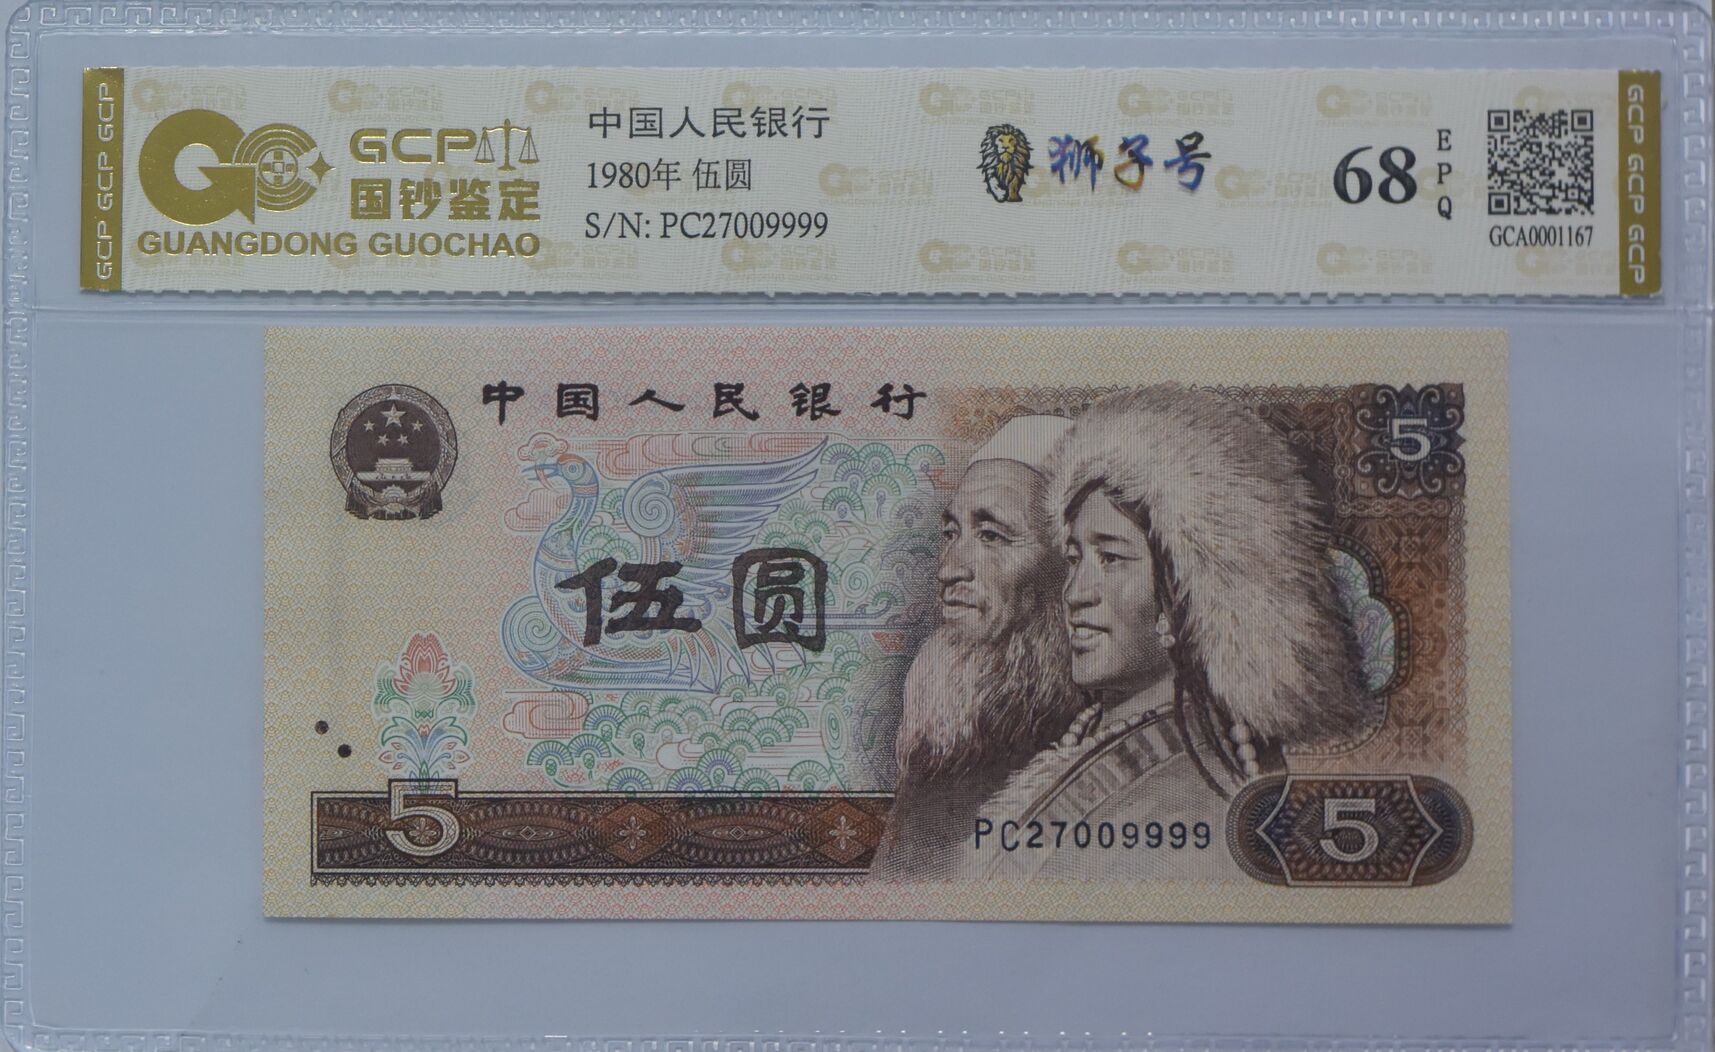 GCP GCP GCP
GCP
国钞鉴定
GUANGDONG GUOCHAO
中国人民银行
1980年 伍圆
S/N: PC27009999
狮子号
68
EPQ
GCA0001167
GCP GCP GCP
中国人民银行
5
伍圆
5
PC27009999
5